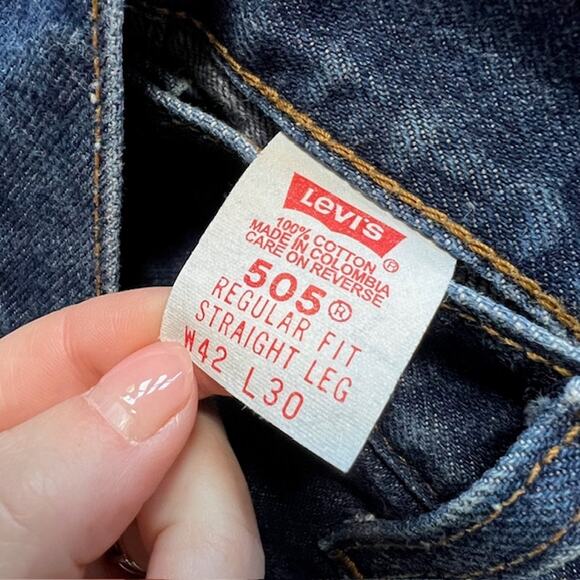 Levi's
®
100% COTTON
MADE IN COLOMBIA
CARE ON REVERSE
505®
REGULAR FIT
STRAIGHT LEG
W42 L30